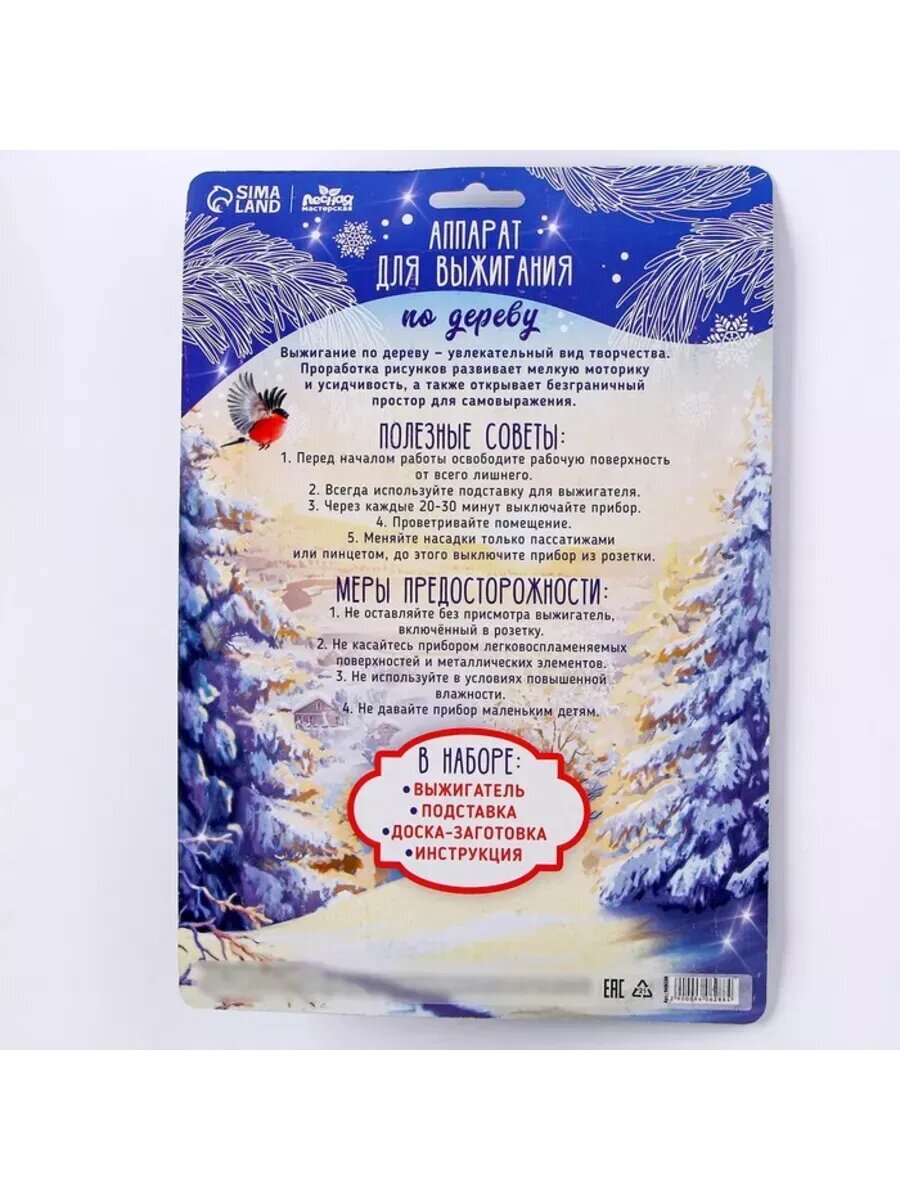 SIMA
LAND
Лесная
мастерская
АППАРАТ
ДЛЯ ВЫЖИГАНИЯ
по дереву
Выжигание по дереву – увлекательный вид творчества.
Проработка рисунков развивает мелкую моторику
и усидчивость, а также открывает безграничный
простор для самовыражения.
ПОЛЕЗНЫЕ СОВЕТЫ:
1. Перед началом работы освободите рабочую поверхность
от всего лишнего.
2. Всегда используйте подставку для выжигателя.
3. Через каждые 20-30 минут выключайте прибор.
4. Проветривайте помещение.
5. Меняйте насадки только пассатижами
или пинцетом, до этого выключите прибор из розетки.
МЕРЫ ПРЕДОСТОРОЖНОСТИ:
1. Не оставляйте без присмотра выжигатель,
включённый в розетку.
2. Не касайтесь прибором легковоспламеняемых
поверхностей и металлических элементов.
3. Не используйте в условиях повышенной
влажности.
4. Не давайте прибор маленьким детям.
В НАБОРЕ:
•ВЫЖИГАТЕЛЬ
•ПОДСТАВКА
•ДОСКА-ЗАГОТОВКА
•ИНСТРУКЦИЯ
EAC
21